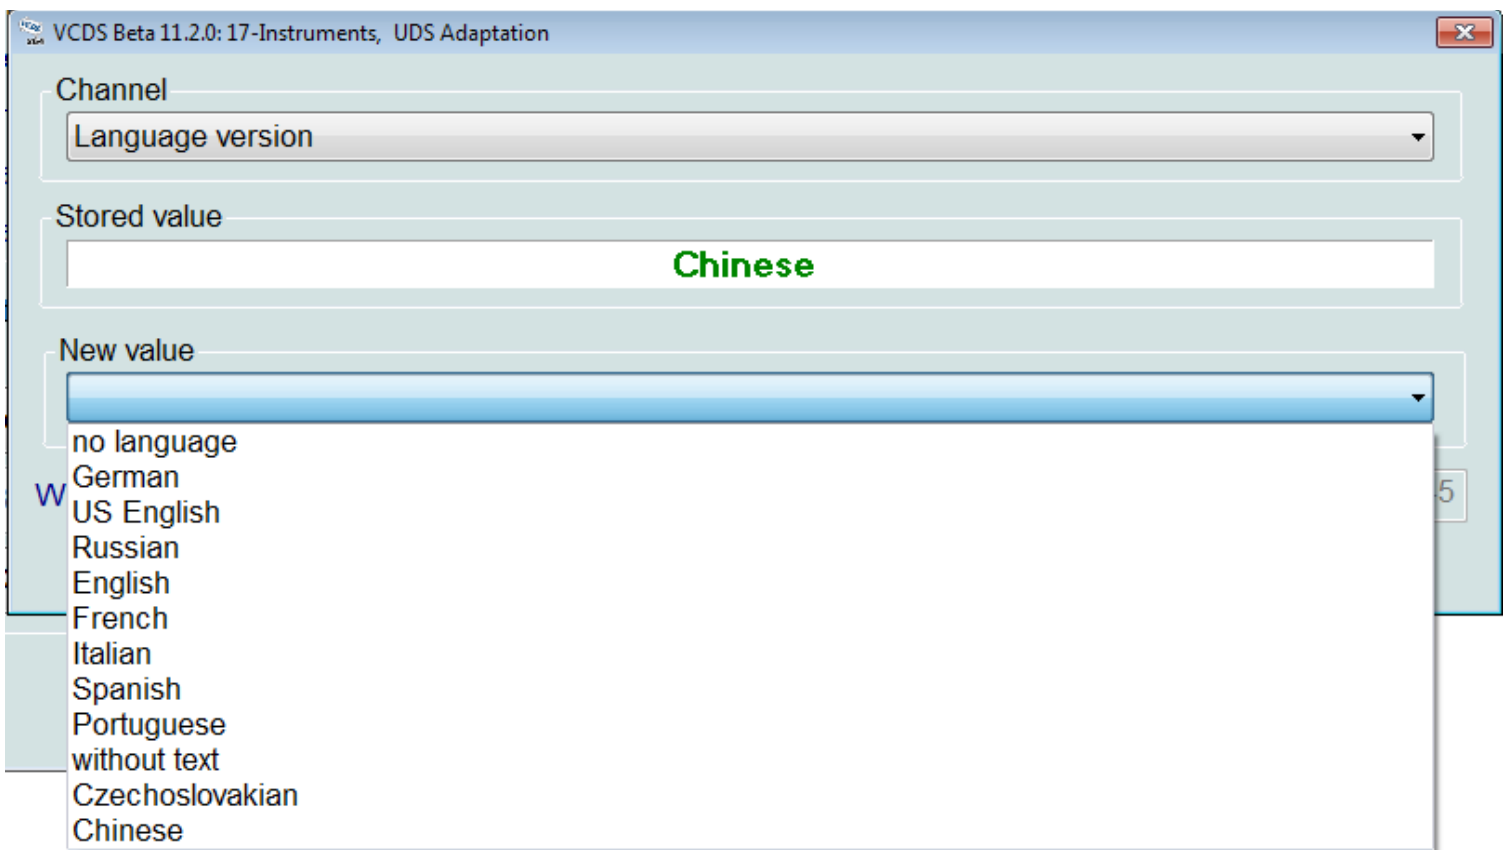 VCDS Beta 11.2.0: 17-Instruments, UDS Adaptation
Channel
Language version
Stored value
Chinese
New value
no language
German
W
5
US English
Russian
English
French
Italian
Spanish
Portuguese
without text
Czechoslovakian
Chinese